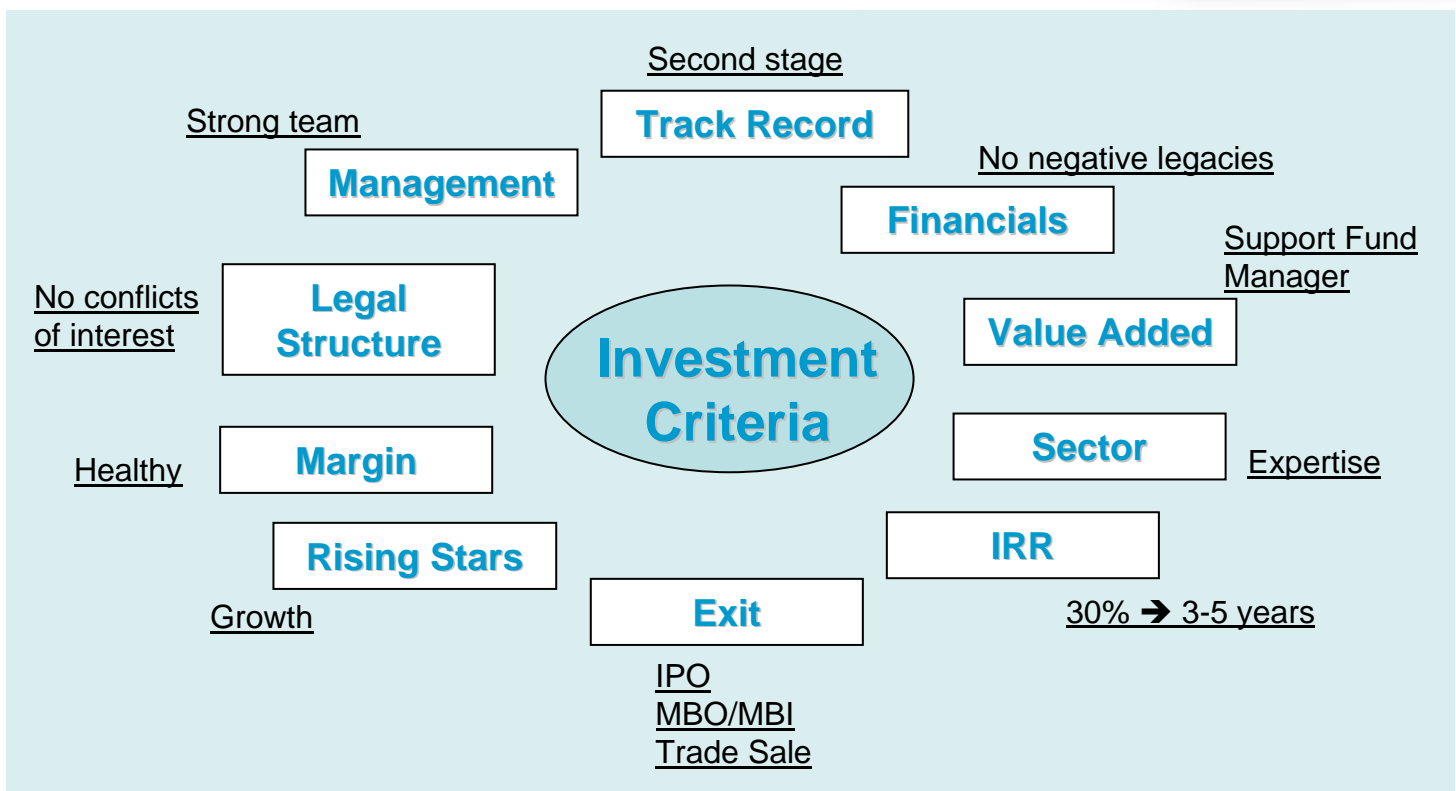 Second stage
Track Record
Strong team
Management
No negative legacies
Financials
Support Fund
Manager
Value Added
No conflicts
of interest
Legal
Structure
Investment
Criteria
Sector
Expertise
Healthy
Margin
IRR
30% ➔ 3-5 years
Rising Stars
Growth
Exit
IPO
MBO/MBI
Trade Sale